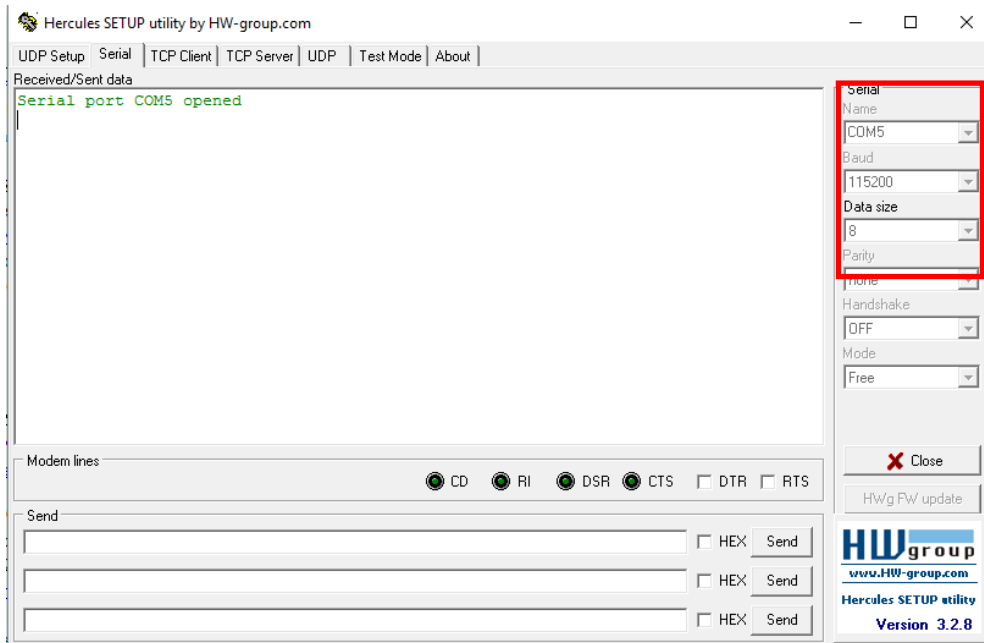 Hercules SETUP utility by HW-group.com
UDP Setup Serial TCP Client TCP Server UDP Test Mode About
Received/Sent data
Serial port COM5 opened
Serial
Name
COM5
Baud
115200
Data size
8
Parity
none
Handshake
OFF
Mode
Free
Modem lines
CD RI DSR CTS DTR RTS
Close
HWg FW update
Send
HEX Send
HEX Send
HEX Send
HW group
www.HW-group.com
Hercules SETUP utility
Version 3.2.8